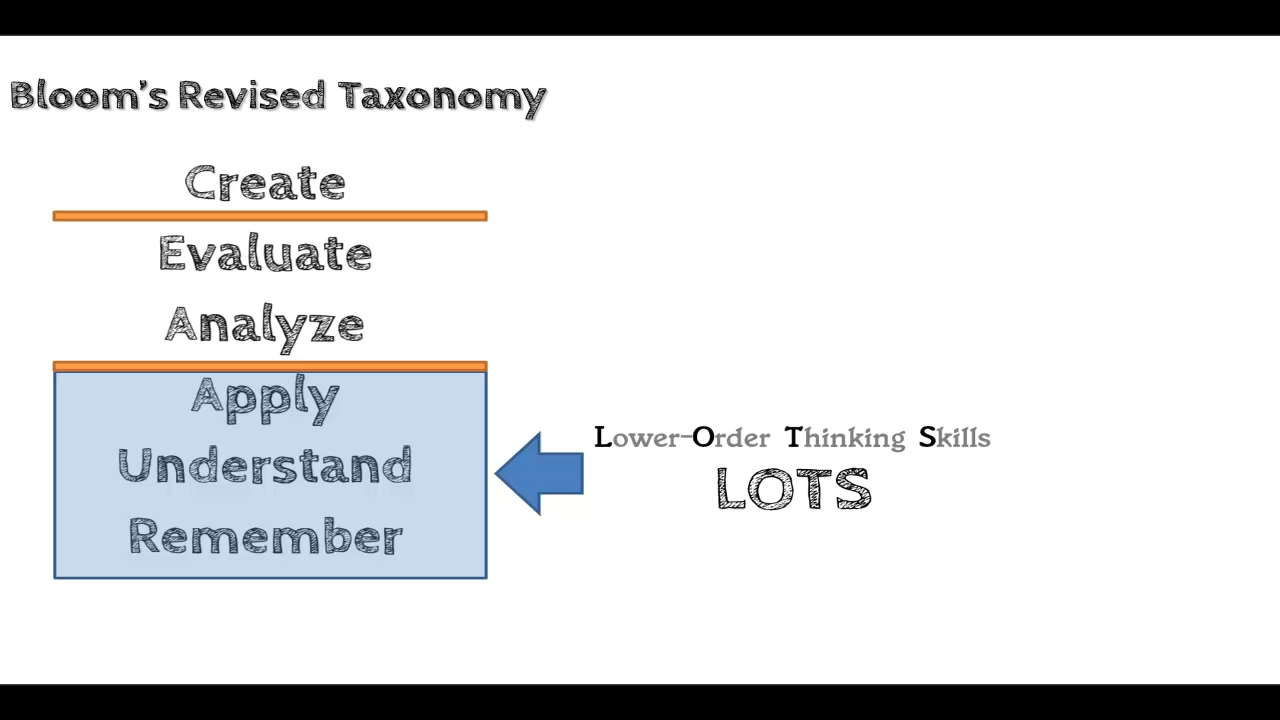 Bloom's Revised Taxonomy
Create
Evaluate
Analyze
Apply
Understand
Remember
Lower-Order Thinking Skills
LOTS